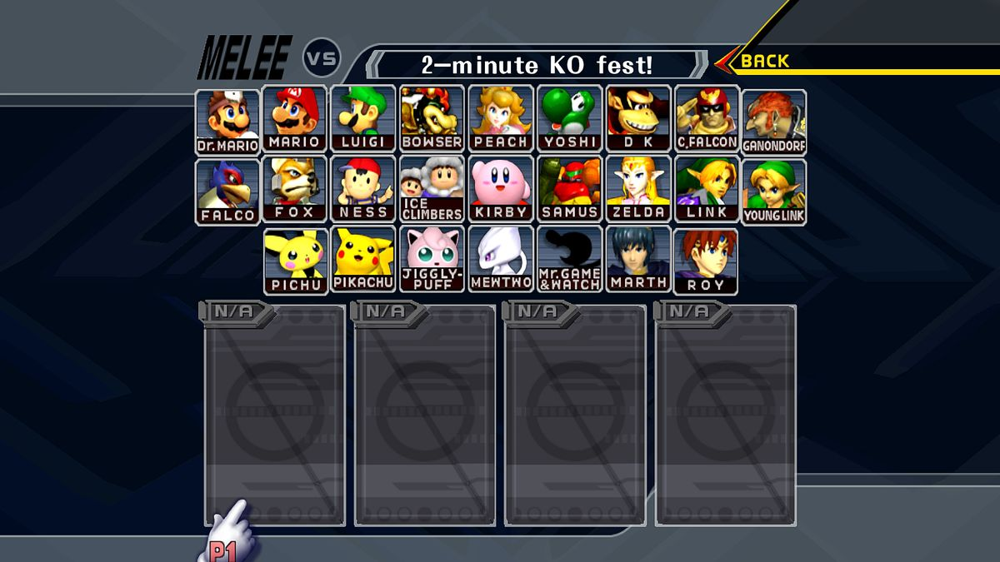 MELEE VS 2-minute KO fest! BACK
Dr.MARIO MARIO LUIGI BOWSER PEACH YOSHI D K C.FALCON GANONDORF
FALCO FOX NESS ICE CLIMBERS KIRBY SAMUS ZELDA LINK YOUNG LINK
PICHU PIKACHU JIGGLY-PUFF MEWTWO Mr.GAME &WATCH MARTH ROY
N/A N/A N/A N/A
P1